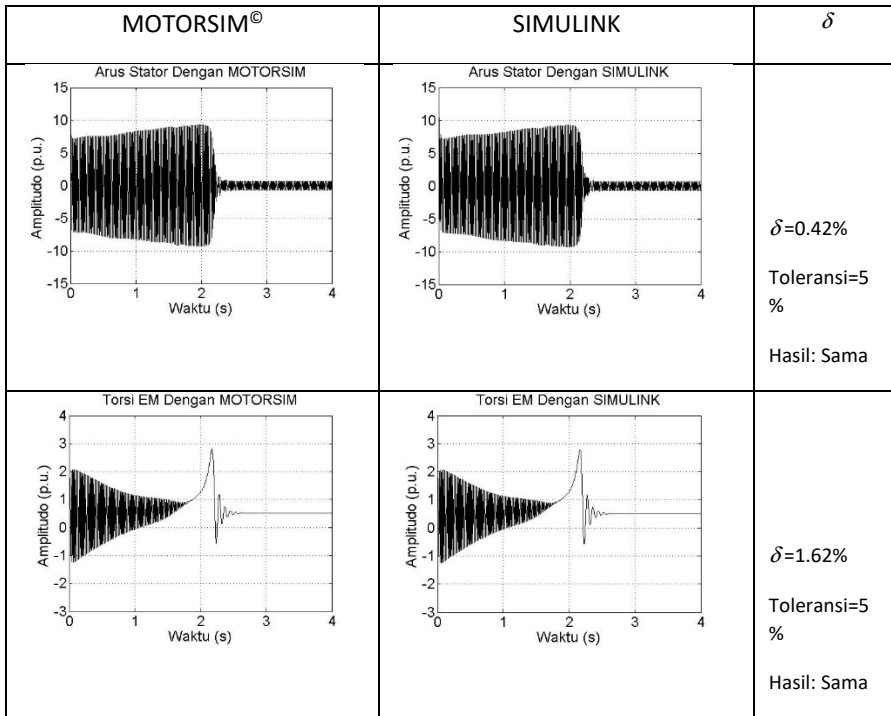 MOTORSIM©
SIMULINK
δ
Arus Stator Dengan MOTORSIM
Amplitudo (p.u.)
15
10
5
0
-5
-10
-15
0 1 2 3 4
Waktu (s)
Arus Stator Dengan SIMULINK
Amplitudo (p.u.)
15
10
5
0
-5
-10
-15
0 1 2 3 4
Waktu (s)
δ=0.42%
Toleransi=5
%
Hasil: Sama
Torsi EM Dengan MOTORSIM
Amplitudo (p.u.)
4
3
2
1
0
-1
-2
-3
0 1 2 3 4
Waktu (s)
Torsi EM Dengan SIMULINK
Amplitudo (p.u.)
4
3
2
1
0
-1
-2
-3
0 1 2 3 4
Waktu (s)
δ=1.62%
Toleransi=5
%
Hasil: Sama